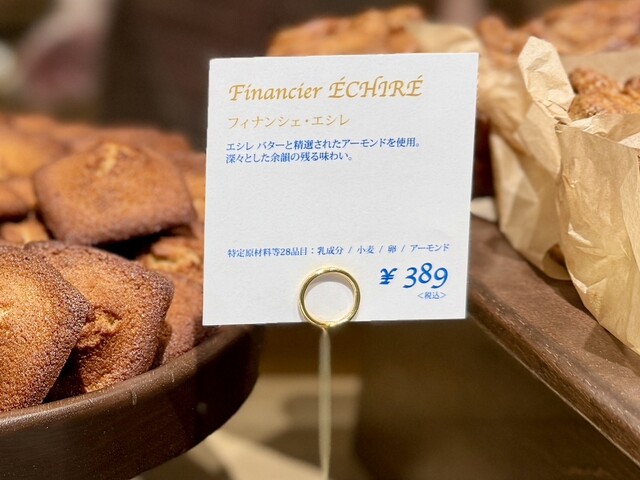 Financier ÉCHIRÉ
フィナンシェ・エシレ
エシレ バターと精選されたアーモンドを使用。
深々とした余韻の残る味わい。
特定原材料等28品目：乳成分 / 小麦 / 卵 / アーモンド
¥ 389
＜税込＞